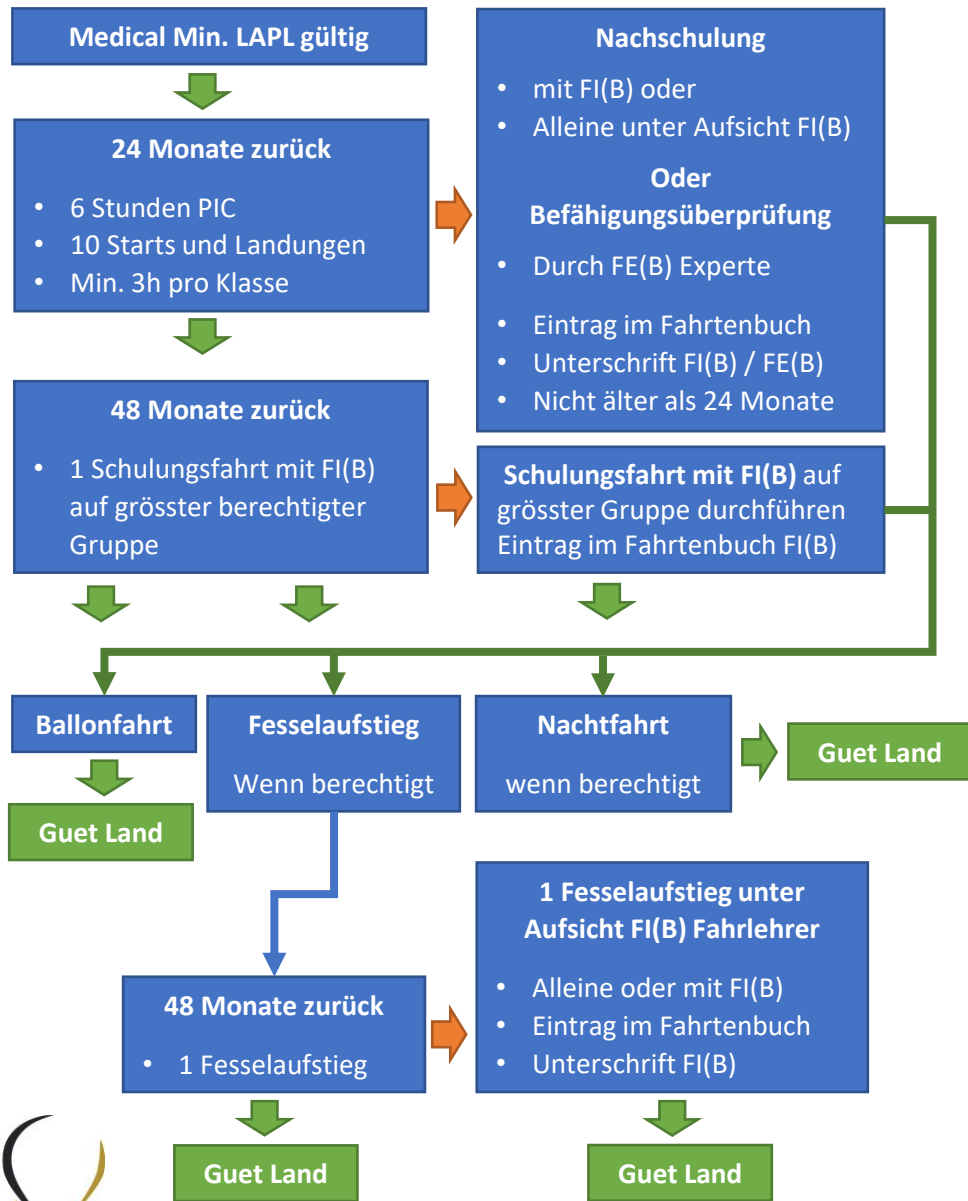 Medical Min. LAPL gültig
24 Monate zurück
• 6 Stunden PIC
• 10 Starts und Landungen
• Min. 3h pro Klasse
Nachschulung
• mit FI(B) oder
• Alleine unter Aufsicht FI(B)
Oder
Befähigungsüberprüfung
• Durch FE(B) Experte
• Eintrag im Fahrtenbuch
• Unterschrift FI(B) / FE(B)
• Nicht älter als 24 Monate
48 Monate zurück
• 1 Schulungsfahrt mit FI(B)
auf grösster berechtigter
Gruppe
Schulungsfahrt mit FI(B) auf
grösster Gruppe durchführen
Eintrag im Fahrtenbuch FI(B)
Ballonfahrt
Guet Land
Fesselaufstieg
Wenn berechtigt
Nachtfahrt
wenn berechtigt
Guet Land
48 Monate zurück
• 1 Fesselaufstieg
1 Fesselaufstieg unter
Aufsicht FI(B) Fahrlehrer
• Alleine oder mit FI(B)
• Eintrag im Fahrtenbuch
• Unterschrift FI(B)
Guet Land
Guet Land